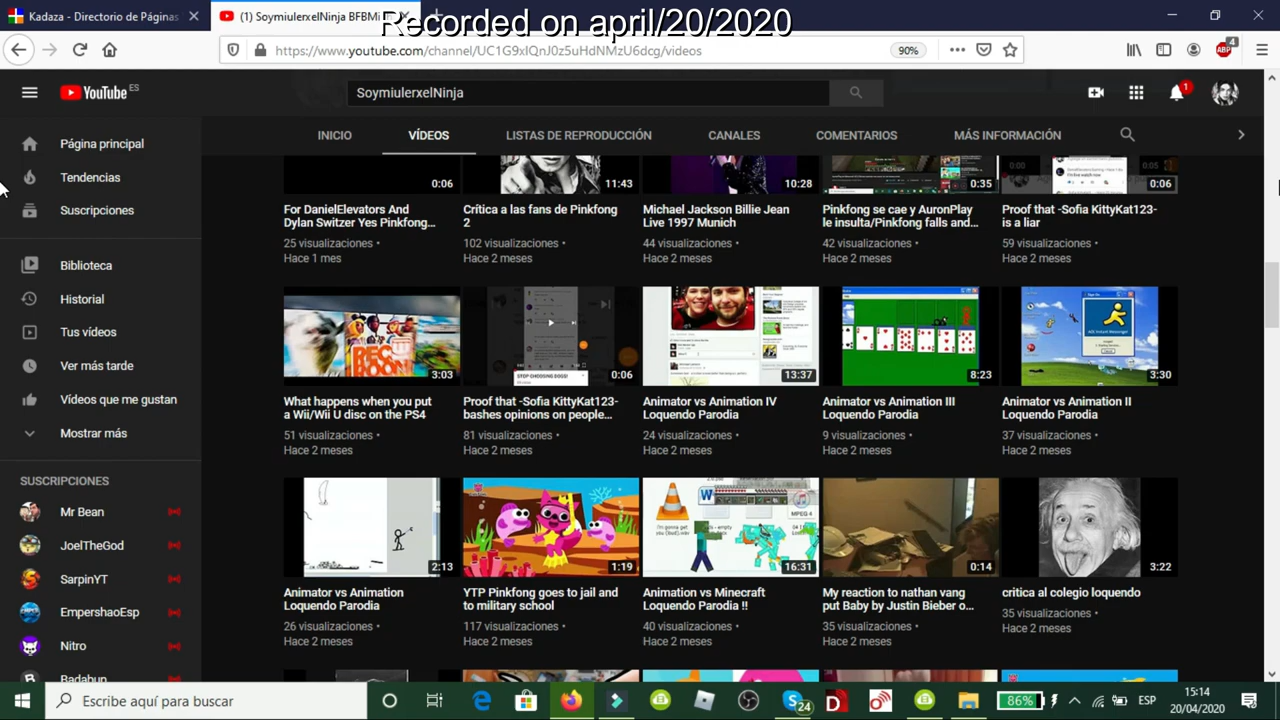 Recorded on april/20/2020
Kadaza - Directorio de Páginas
(1) SoymiulerxelNinja BFBMi
https://www.youtube.com/channel/UC1G9xIQnJ0z5uHdNMzU6dcg/videos
90%
ABP
4
YouTube ES
SoymiulerxelNinja
1
INICIO
VÍDEOS
LISTAS DE REPRODUCCIÓN
CANALES
COMENTARIOS
MÁS INFORMACIÓN
Página principal
Tendencias
Suscripciones
Biblioteca
Historial
Tus vídeos
Ver más tarde
Vídeos que me gustan
Mostrar más
SUSCRIPCIONES
Mr Bean
JoelTheGod
SarpinYT
EmpershaoEsp
Nitro
Badabun
0:06
11:43
10:28
0:35
0:06
For DanielElevators And
Dylan Switzer Yes Pinkfong...
25 visualizaciones •
Hace 1 mes
Crítica a las fans de Pinkfong
2
102 visualizaciones •
Hace 2 meses
Michael Jackson Billie Jean
Live 1997 Munich
44 visualizaciones •
Hace 2 meses
Pinkfong se cae y AuronPlay
le insulta/Pinkfong falls and...
42 visualizaciones •
Hace 2 meses
Proof that -Sofia KittyKat123-
is a liar
59 visualizaciones •
Hace 2 meses
3:03
STOP CHOOSING DOGS!
0:06
13:37
8:23
3:30
What happens when you put
a Wii/Wii U disc on the PS4
51 visualizaciones •
Hace 2 meses
Proof that -Sofia KittyKat123-
bashes opinions on people...
81 visualizaciones •
Hace 2 meses
Animator vs Animation IV
Loquendo Parodia
24 visualizaciones •
Hace 2 meses
Animator vs Animation III
Loquendo Parodia
9 visualizaciones •
Hace 2 meses
Animator vs Animation II
Loquendo Parodia
37 visualizaciones •
Hace 2 meses
2:13
1:19
MPEG 4
16:31
0:14
3:22
Animator vs Animation
Loquendo Parodia
26 visualizaciones •
Hace 2 meses
YTP Pinkfong goes to jail and
to military school
117 visualizaciones •
Hace 2 meses
Animation vs Minecraft
Loquendo Parodia !!
40 visualizaciones •
Hace 2 meses
My reaction to nathan vang
put Baby by Justin Bieber o...
35 visualizaciones •
Hace 2 meses
critica al colegio loquendo
35 visualizaciones •
Hace 2 meses
Escribe aquí para buscar
24
86%
ESP
15:14
20/04/2020